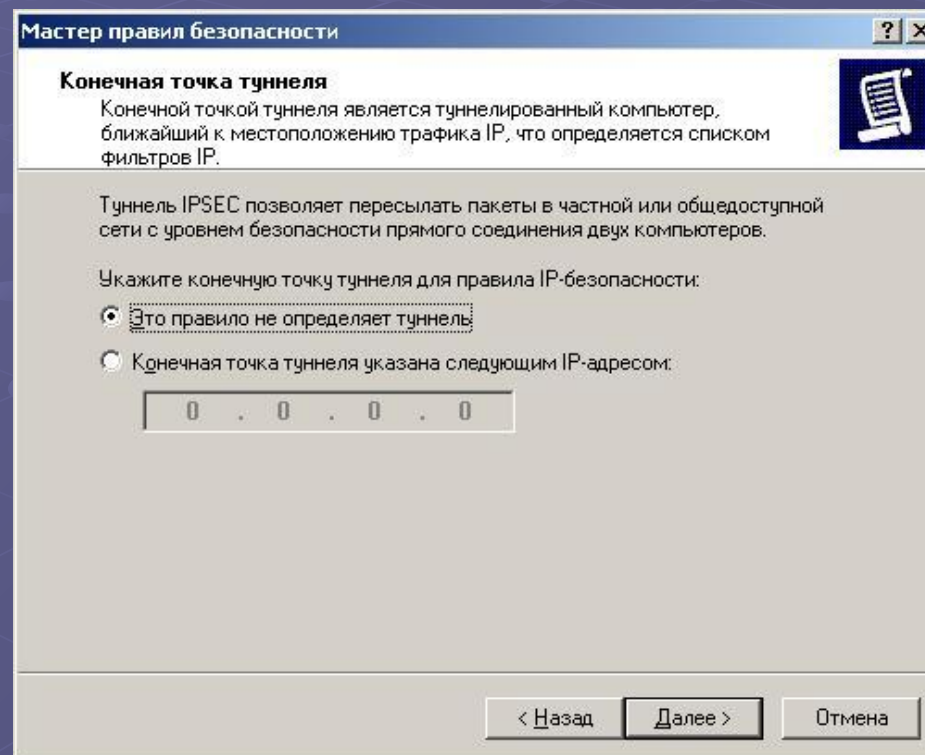 Мастер правил безопасности
Конечная точка туннеля
Конечной точкой туннеля является туннелированный компьютер,
ближайший к местоположению трафика IP, что определяется списком
фильтров IP.
Туннель IPSEC позволяет пересылать пакеты в частной или общедоступной
сети с уровнем безопасности прямого соединения двух компьютеров.
Укажите конечную точку туннеля для правила IP-безопасности:
Это правило не определяет туннель
Конечная точка туннеля указана следующим IP-адресом:
0 . 0 . 0 . 0
< Назад Далее > Отмена